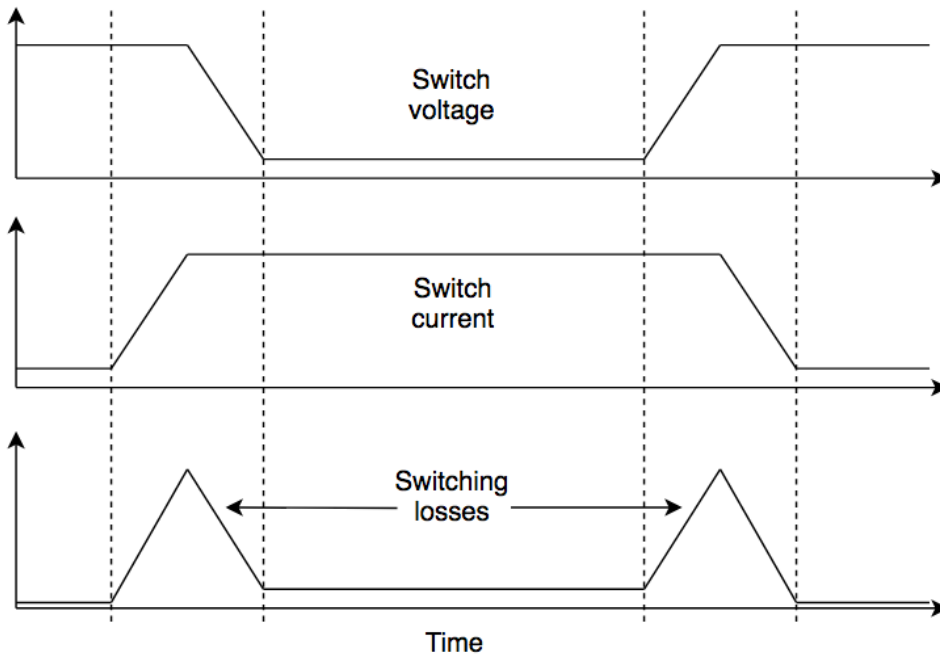 Switch
voltage
Switch
current
Switching
losses
Time